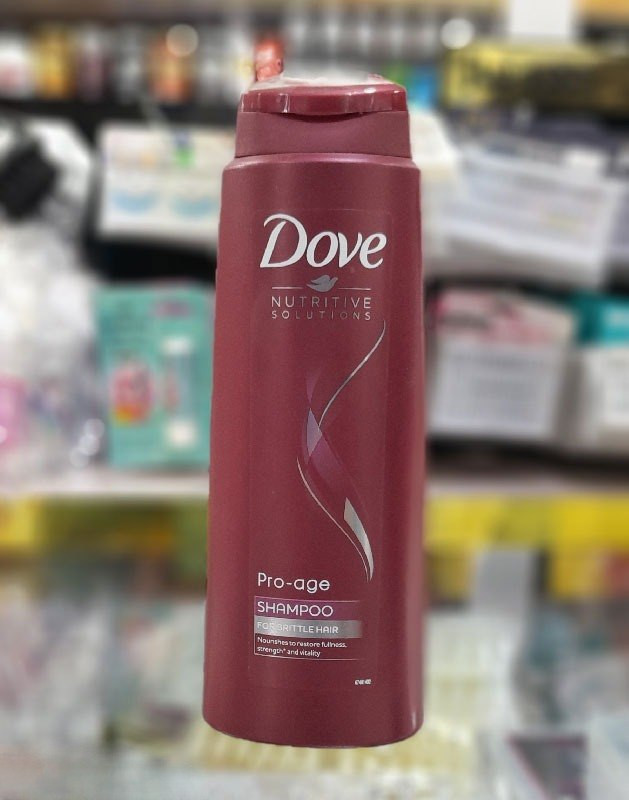 Dove
NUTRITIVE
SOLUTIONS
Pro-age
SHAMPOO
FOR BRITTLE HAIR
Nourishes to restore fullness,
strength* and vitality